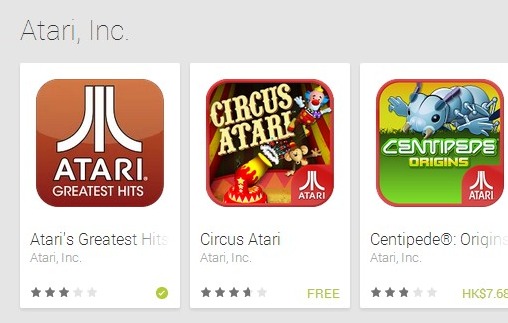 Atari, Inc.
ATARI®
GREATEST HITS
CIRCUS
ATARI
ATARI
CENTIPEDE
ORIGINS
ATARI
Atari's Greatest Hits
Atari, Inc.
Circus Atari
Atari, Inc.
FREE
Centipede®: Origins
Atari, Inc.
HK$7.68